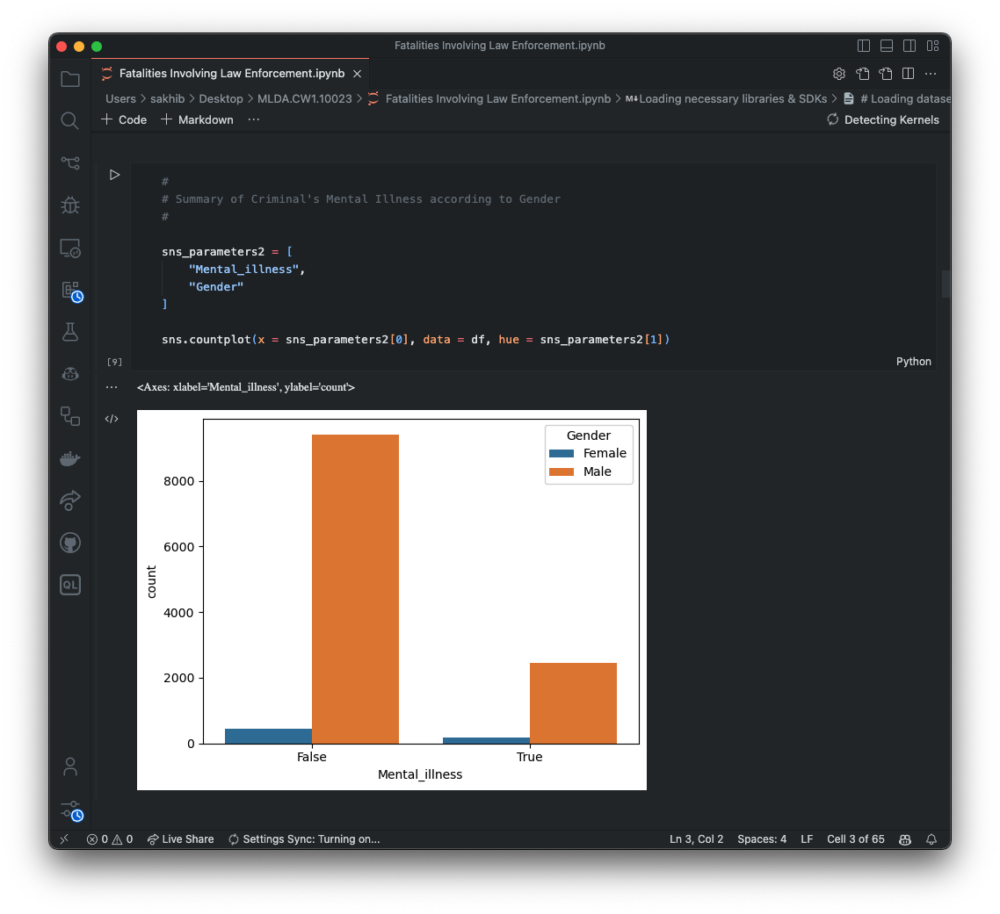 Fatalities Involving Law Enforcement.ipynb
Fatalities Involving Law Enforcement.ipynb
Users > sakhib > Desktop > MLDA.CW1.10023 > Fatalities Involving Law Enforcement.ipynb > M↓Loading necessary libraries & SDKs > # Loading datase
+ Code + Markdown ··· Detecting Kernels
#
# Summary of Criminal's Mental Illness according to Gender
#
sns_parameters2 = [
"Mental_illness",
"Gender"
]
sns.countplot(x = sns_parameters2[0], data = df, hue = sns_parameters2[1])
[9] Python
<Axes: xlabel='Mental_illness', ylabel='count'>
Gender
Female
Male
8000
6000
4000
2000
0
count
False True
Mental_illness
QL
0 0 Live Share Settings Sync: Turning on... Ln 3, Col 2 Spaces: 4 LF Cell 3 of 65